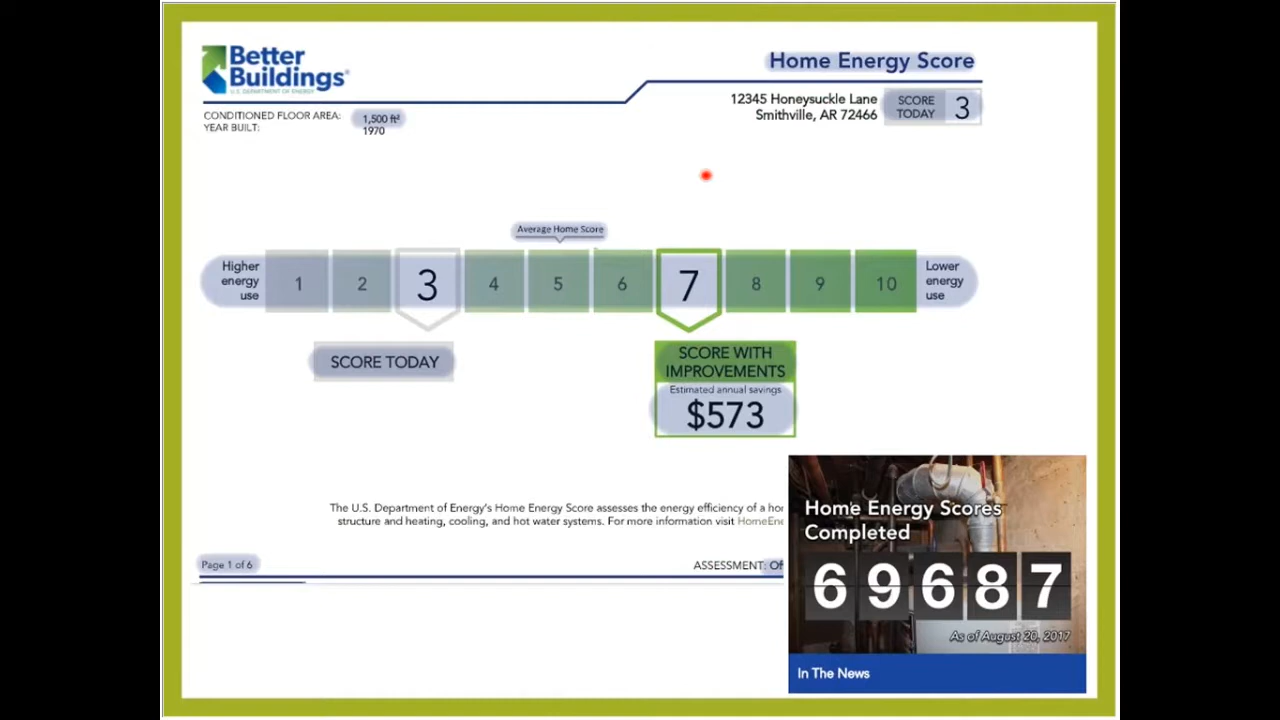 Better
Buildings®
U.S. DEPARTMENT OF ENERGY
Home Energy Score
12345 Honeysuckle Lane
Smithville, AR 72466
SCORE
TODAY
3
CONDITIONED FLOOR AREA: 1,500 ft²
YEAR BUILT: 1970
Average Home Score
Higher
energy
use
1 2 3 4 5 6 7 8 9 10
Lower
energy
use
SCORE TODAY
SCORE WITH
IMPROVEMENTS
Estimated annual savings
$573
The U.S. Department of Energy's Home Energy Score assesses the energy efficiency of a
structure and heating, cooling, and hot water systems. For more information visit
Page 1 of 6
ASSESSMENT:
Home Energy Scores
Completed
69687
As of August 20, 2017
In The News